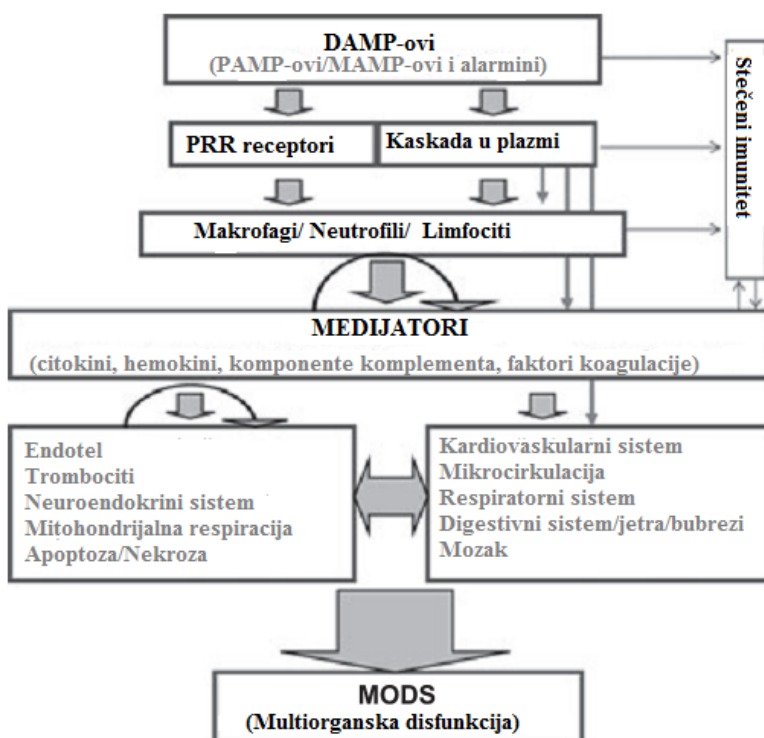 DAMP-ovi
(PAMP-ovi/MAMP-ovi i alarmini)
Stečeni imunitet
PRR receptori
Kaskada u plazmi
Makrofagi/ Neutrofili/ Limfociti
MEDIJATORI
(citokini, hemokini, komponente komplementa, faktori koagulacije)
Endotel
Trombociti
Neuroendokrini sistem
Mitohondrijalna respiracija
Apoptoza/Nekroza
Kardiovaskularni sistem
Mikrocirkulacija
Respiratorni sistem
Digestivni sistem/jetra/bubrezi
Mozak
MODS
(Multiorganska disfunkcija)